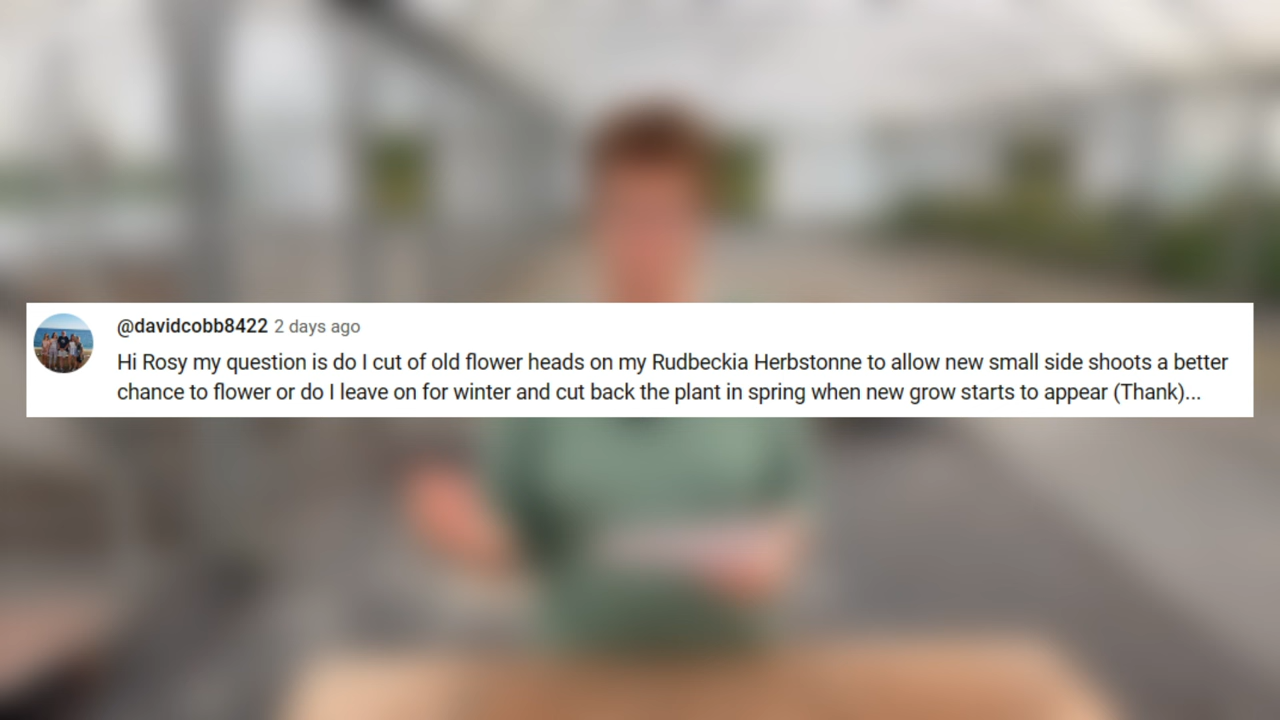 @davidcobb8422 2 days ago
Hi Rosy my question is do I cut of old flower heads on my Rudbeckia Herbstonne to allow new small side shoots a better
chance to flower or do I leave on for winter and cut back the plant in spring when new grow starts to appear (Thank)...